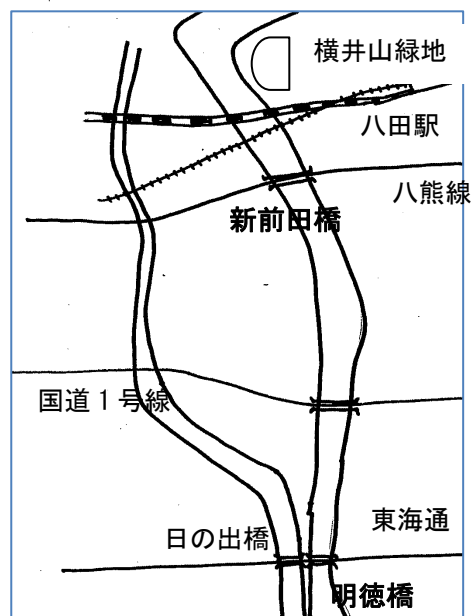 横井山緑地
八田駅
八熊線
新前田橋
国道1号線
東海通
日の出橋
明徳橋